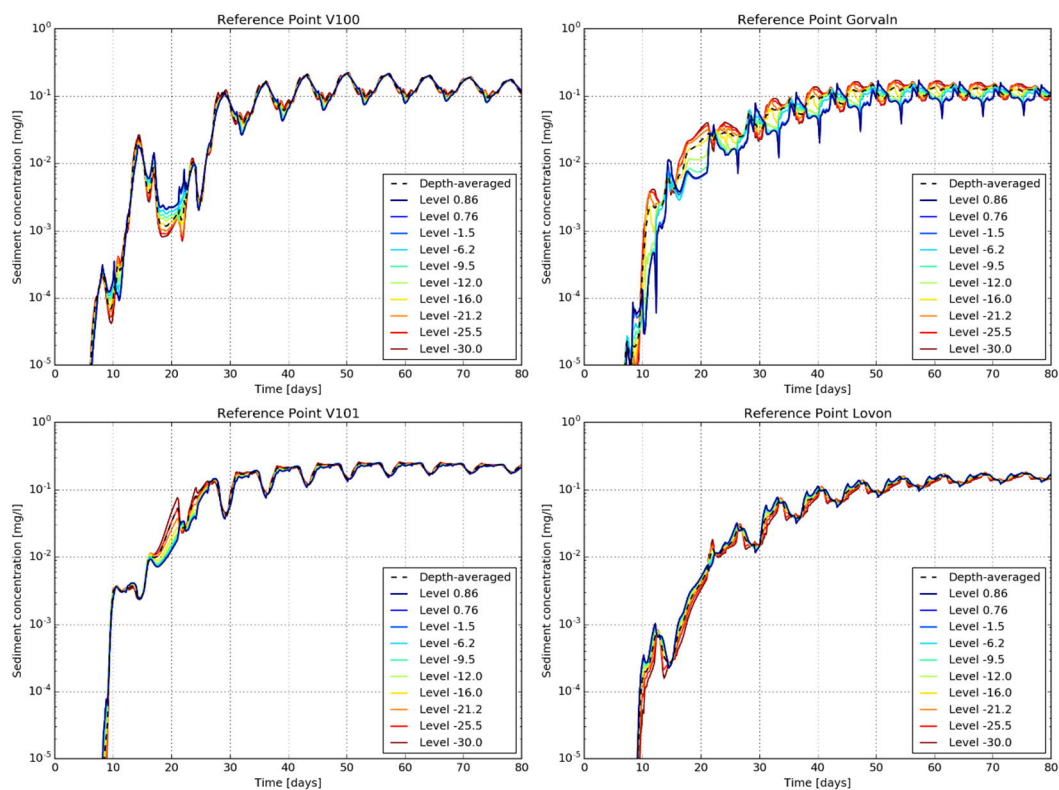 Reference Point V100
Sediment concentration [mg/l]
10^0
10^-1
10^-2
10^-3
10^-4
10^-5
0 10 20 30 40 50 60 70 80
Time [days]
Depth-averaged
Level 0.86
Level 0.76
Level -1.5
Level -6.2
Level -9.5
Level -12.0
Level -16.0
Level -21.2
Level -25.5
Level -30.0
Reference Point Gorvaln
Sediment concentration [mg/l]
10^0
10^-1
10^-2
10^-3
10^-4
10^-5
0 10 20 30 40 50 60 70 80
Time [days]
Depth-averaged
Level 0.86
Level 0.76
Level -1.5
Level -6.2
Level -9.5
Level -12.0
Level -16.0
Level -21.2
Level -25.5
Level -30.0
Reference Point V101
Sediment concentration [mg/l]
10^0
10^-1
10^-2
10^-3
10^-4
10^-5
0 10 20 30 40 50 60 70 80
Time [days]
Depth-averaged
Level 0.86
Level 0.76
Level -1.5
Level -6.2
Level -9.5
Level -12.0
Level -16.0
Level -21.2
Level -25.5
Level -30.0
Reference Point Lovon
Sediment concentration [mg/l]
10^0
10^-1
10^-2
10^-3
10^-4
10^-5
0 10 20 30 40 50 60 70 80
Time [days]
Depth-averaged
Level 0.86
Level 0.76
Level -1.5
Level -6.2
Level -9.5
Level -12.0
Level -16.0
Level -21.2
Level -25.5
Level -30.0